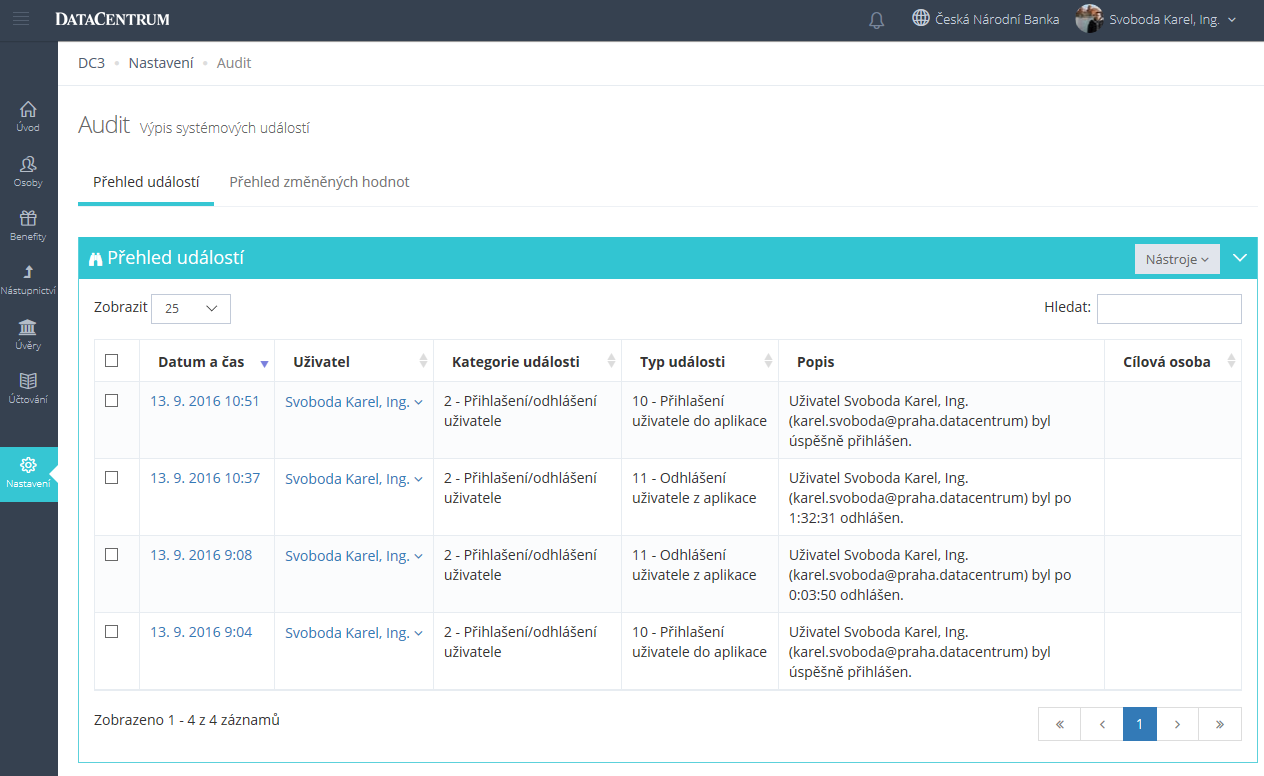 DATACENTRUM
Česká Národní Banka
Svoboda Karel, Ing.
DC3 Nastavení Audit
Úvod
Osoby
Benefity
Nástupnictví
Úvěry
Účtování
Nastavení
Audit Výpis systémových událostí
Přehled událostí Přehled změněných hodnot
Přehled událostí
Nástroje
Zobrazit 25
Hledat:
Datum a čas Uživatel Kategorie události Typ události Popis Cílová osoba
13. 9. 2016 10:51 Svoboda Karel, Ing. 2 - Přihlašení/odhlášení 10 - Přihlášení Uživatel Svoboda Karel, Ing.
uživatele uživatele do aplikace (karel.svoboda@praha.datacentrum) byl
úspěšně přihlášen.
13. 9. 2016 10:37 Svoboda Karel, Ing. 2 - Přihlašení/odhlášení 11 - Odhlášení Uživatel Svoboda Karel, Ing.
uživatele uživatele z aplikace (karel.svoboda@praha.datacentrum) byl po
1:32:31 odhlášen.
13. 9. 2016 9:08 Svoboda Karel, Ing. 2 - Přihlašení/odhlášení 11 - Odhlášení Uživatel Svoboda Karel, Ing.
uživatele uživatele z aplikace (karel.svoboda@praha.datacentrum) byl po
0:03:50 odhlášen.
13. 9. 2016 9:04 Svoboda Karel, Ing. 2 - Přihlašení/odhlášení 10 - Přihlášení Uživatel Svoboda Karel, Ing.
uživatele uživatele do aplikace (karel.svoboda@praha.datacentrum) byl
úspěšně přihlášen.
Zobrazeno 1 - 4 z 4 záznamů
« ‹ 1 › »